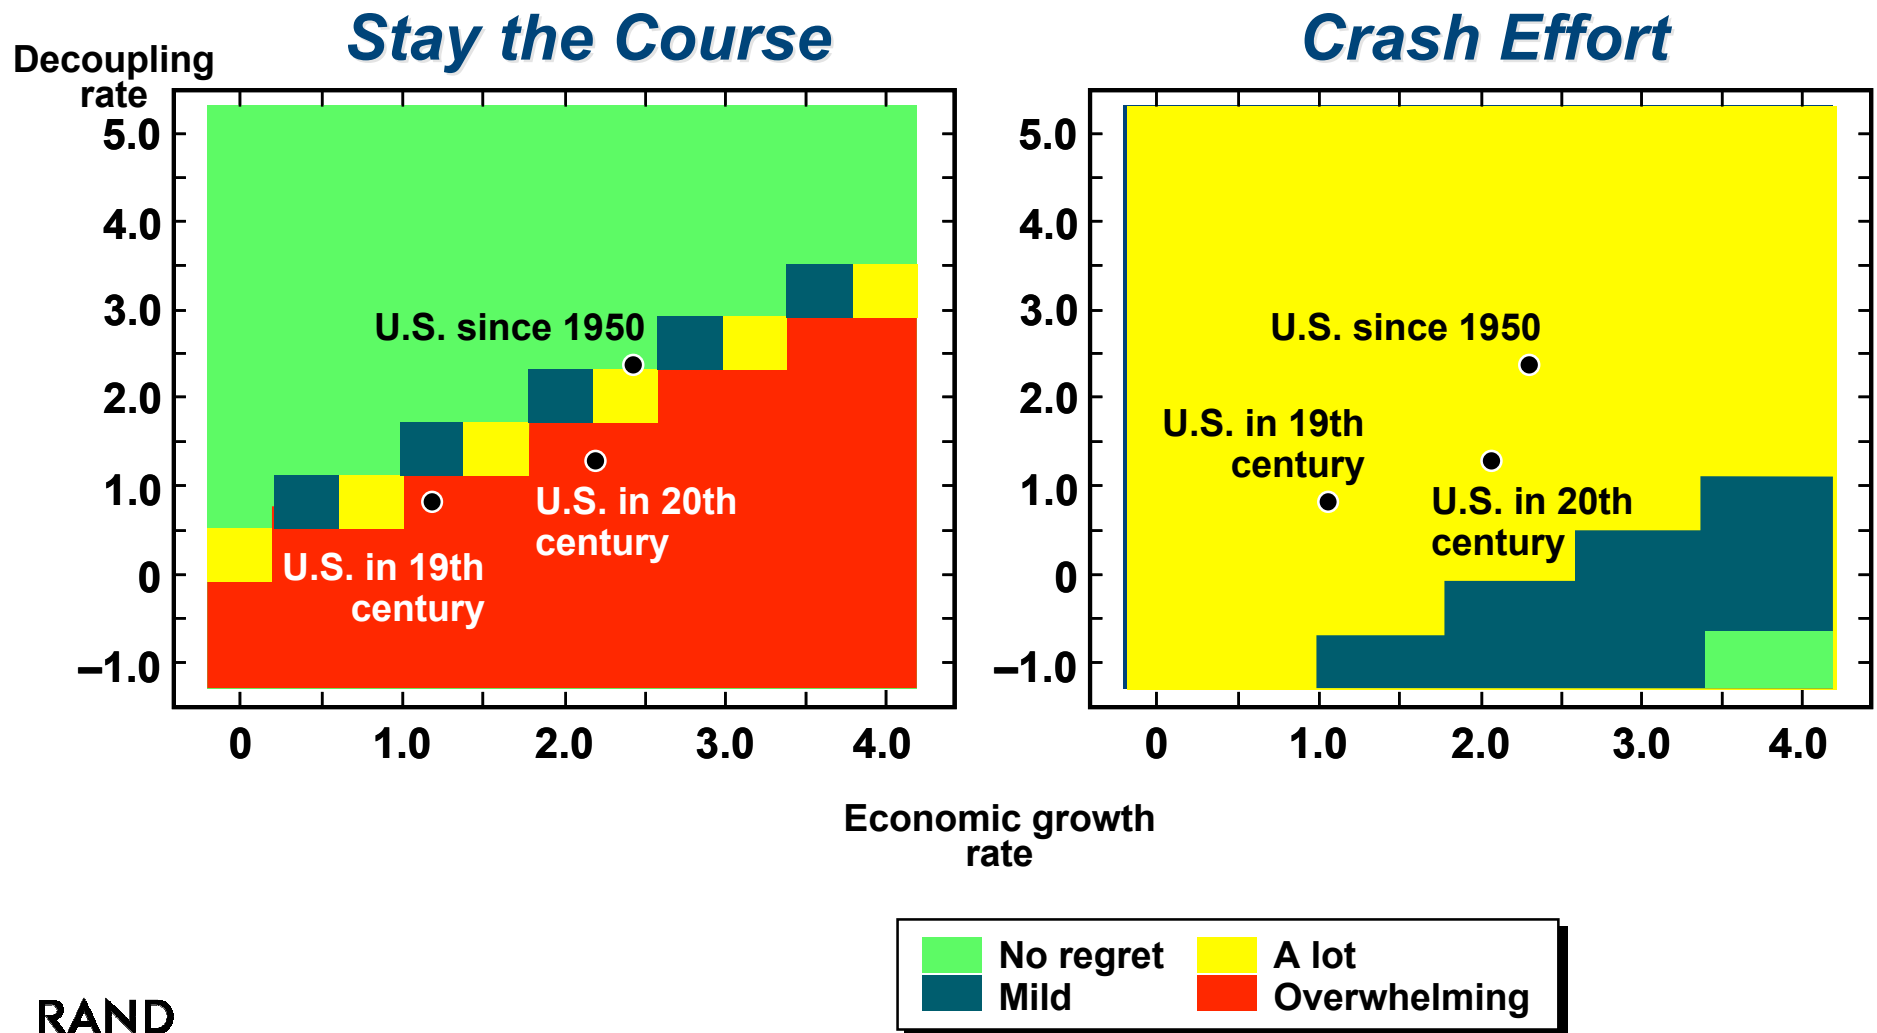 Stay the Course
Crash Effort
Decoupling
rate
5.0
4.0
3.0
2.0
1.0
0
–1.0
U.S. since 1950
U.S. in 20th
century
U.S. in 19th
century
0
1.0
2.0
3.0
4.0
5.0
4.0
3.0
2.0
1.0
0
–1.0
U.S. since 1950
U.S. in 19th
century
U.S. in 20th
century
0
1.0
2.0
3.0
4.0
Economic growth
rate
No regret
A lot
Mild
Overwhelming
RAND